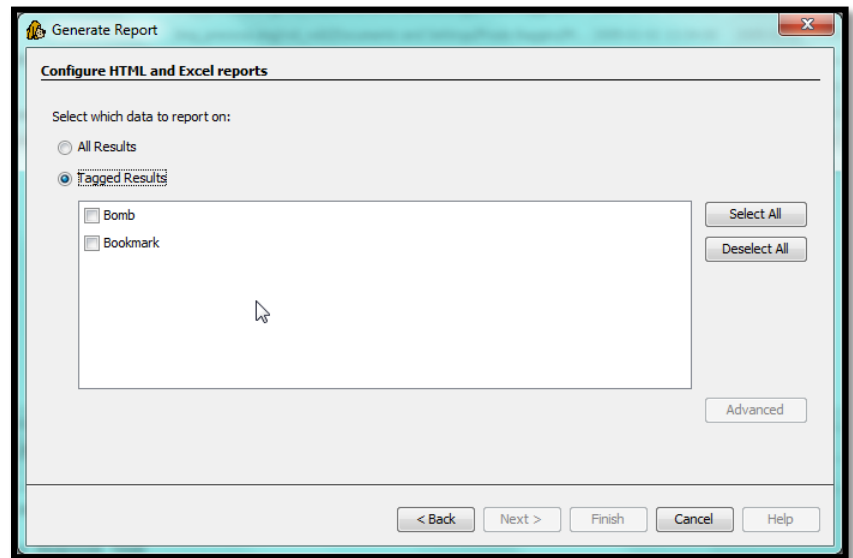 Generate Report
Configure HTML and Excel reports
Select which data to report on:
All Results
Tagged Results
Bomb
Bookmark
Select All
Deselect All
Advanced
< Back
Next >
Finish
Cancel
Help